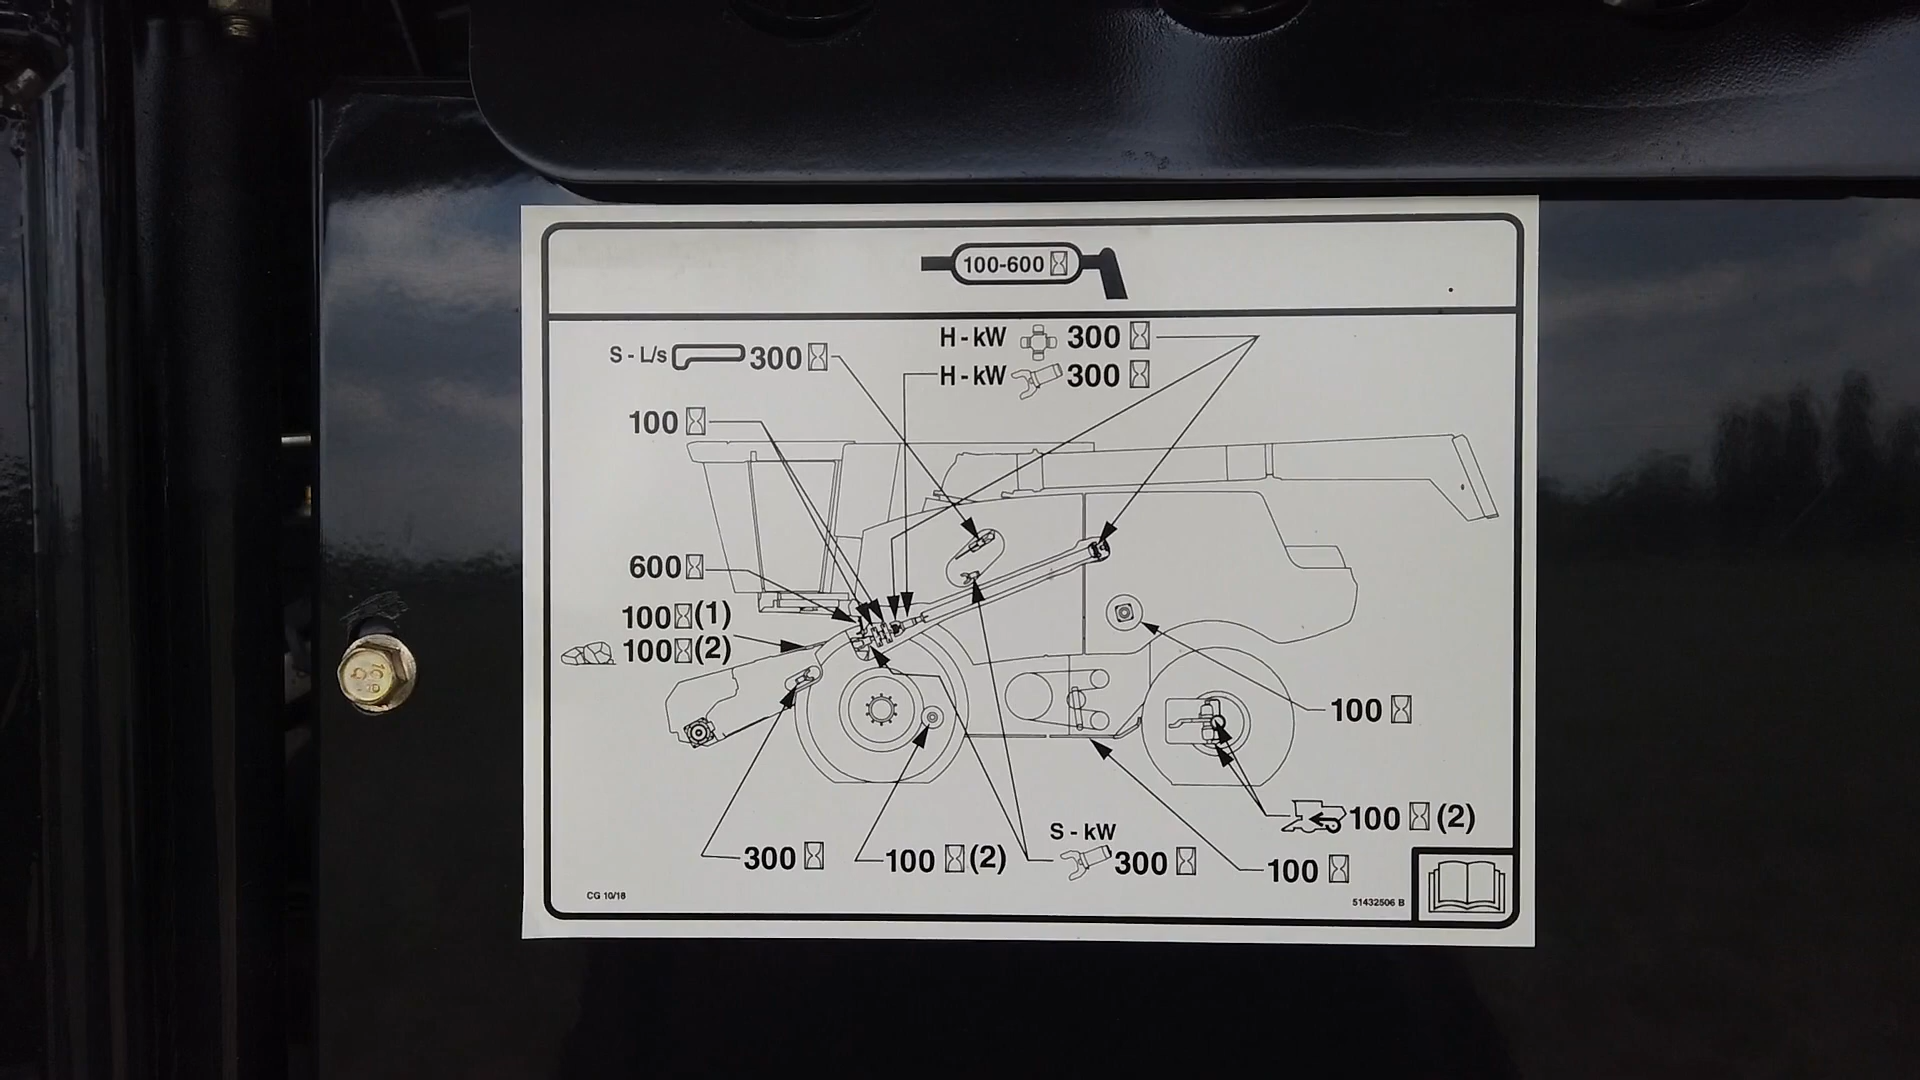 100-600
H - kW 300
S - L/s 300
H - kW 300
100
600
100 (1)
100 (2)
100
100 (2)
S - kW
300
100 (2)
300
100
CG 10/18
51432506 B